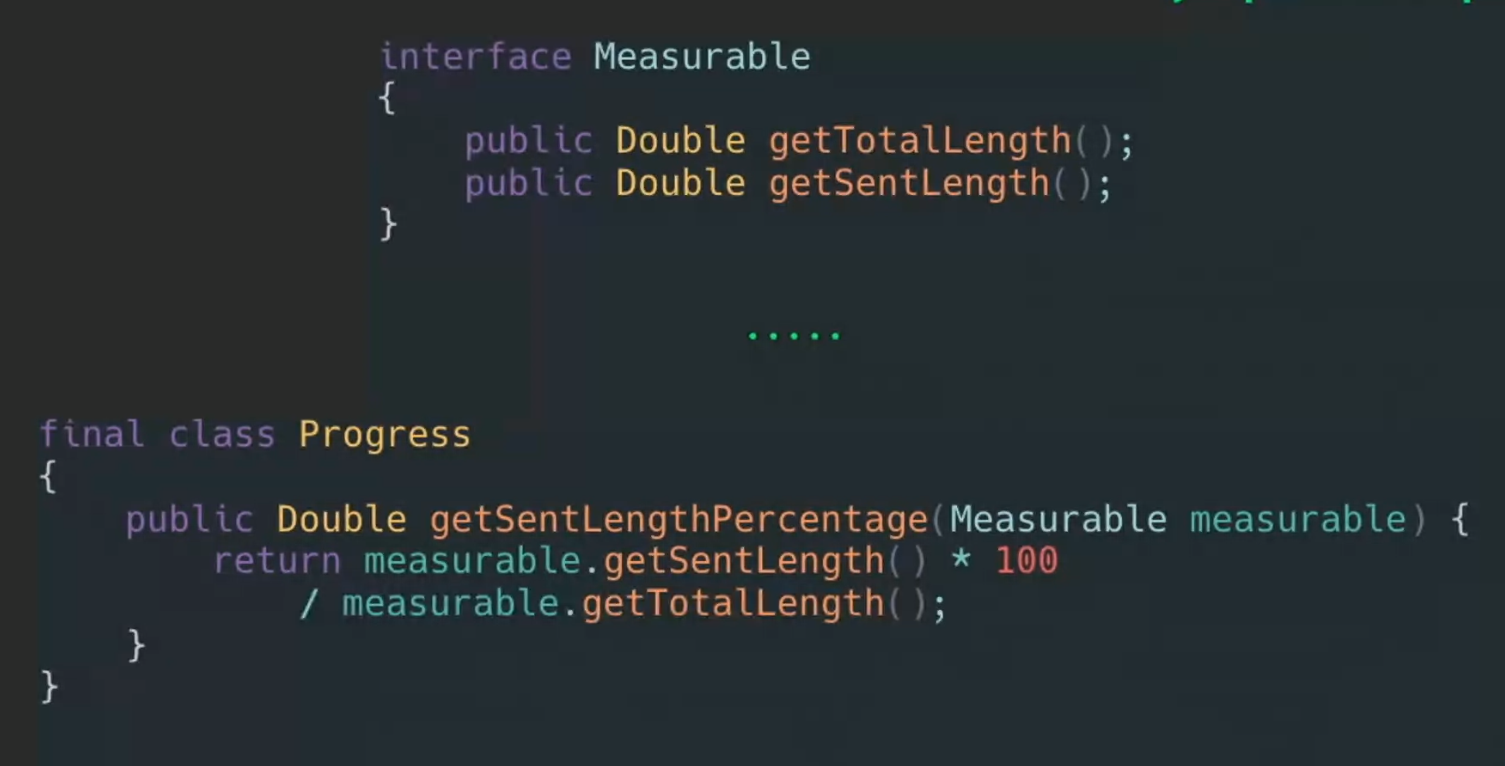 interface Measurable
{
public Double getTotalLength();
public Double getSentLength();
}
.....
final class Progress
{
public Double getSentLengthPercentage(Measurable measurable) {
return measurable.getSentLength() * 100
/ measurable.getTotalLength();
}
}